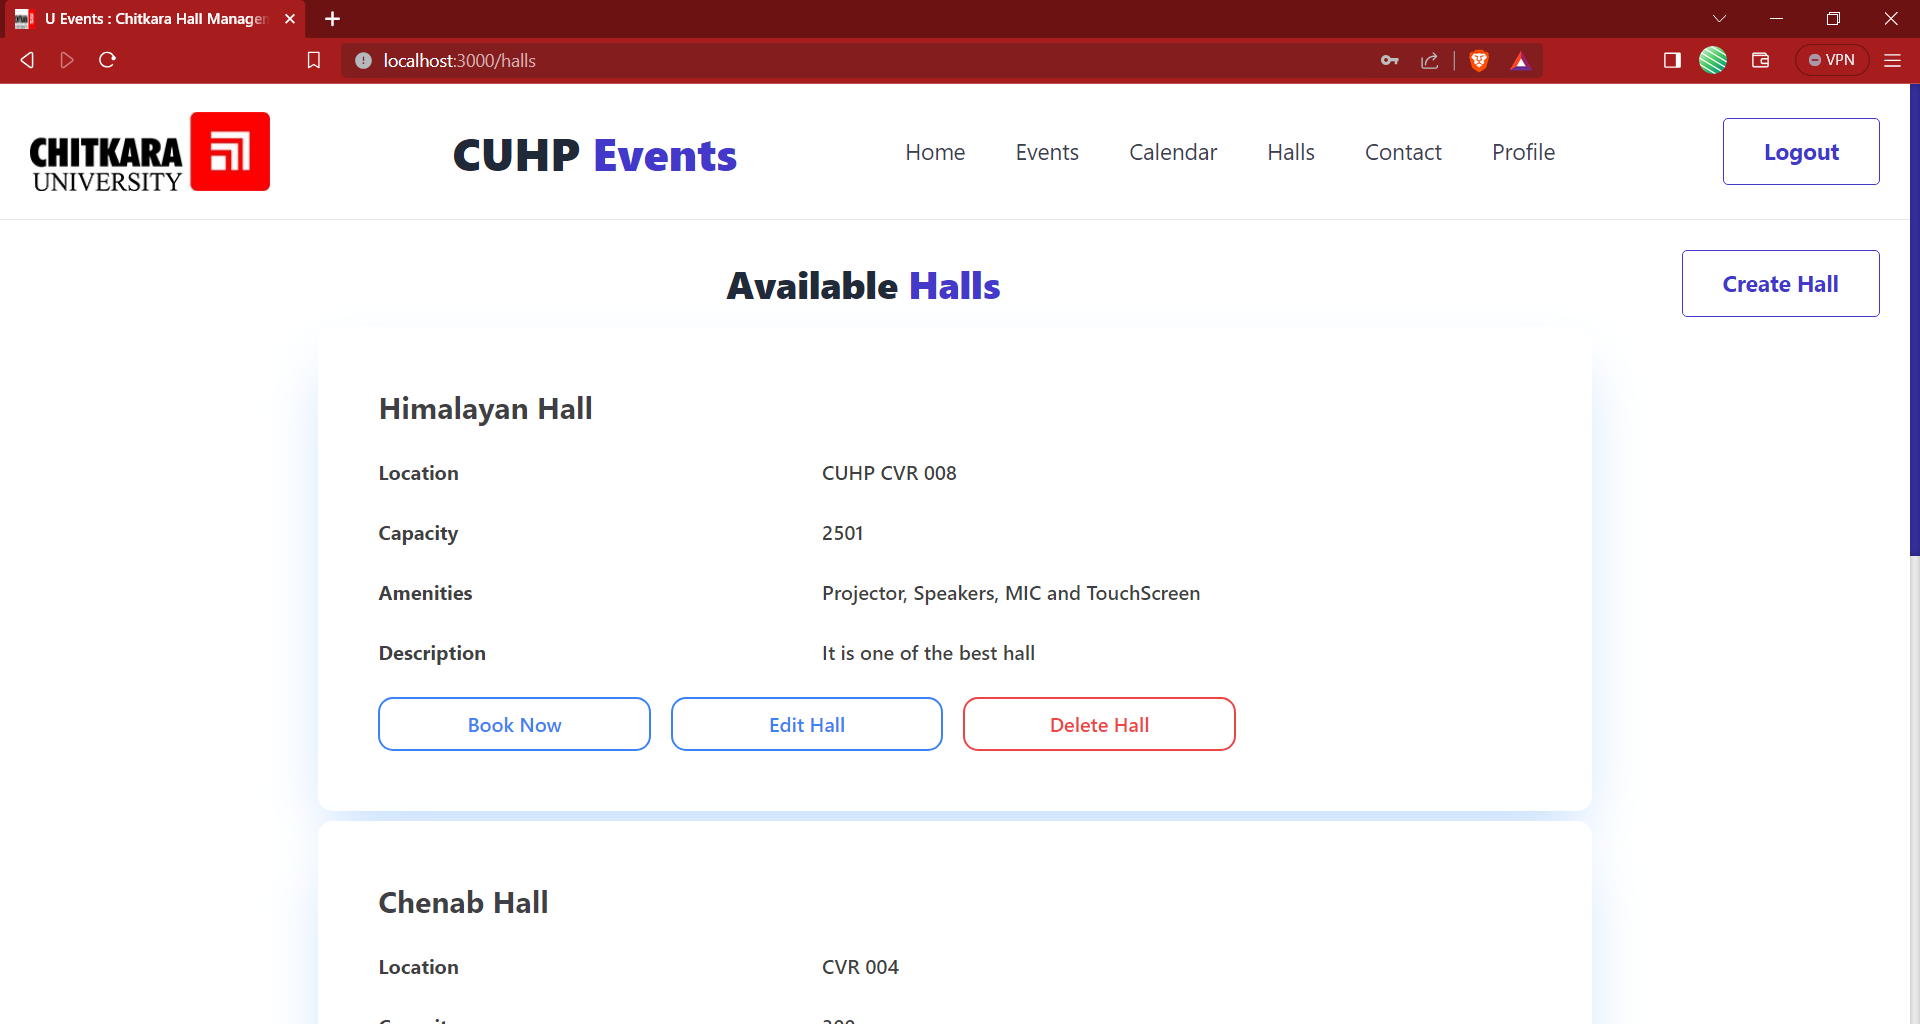 U Events : Chitkara Hall Managem
localhost:3000/halls
VPN
CHITKARA
UNIVERSITY
CUHP Events
Home
Events
Calendar
Halls
Contact
Profile
Logout
Available Halls
Create Hall
Himalayan Hall
Location CUHP CVR 008
Capacity 2501
Amenities Projector, Speakers, MIC and TouchScreen
Description It is one of the best hall
Book Now
Edit Hall
Delete Hall
Chenab Hall
Location CVR 004